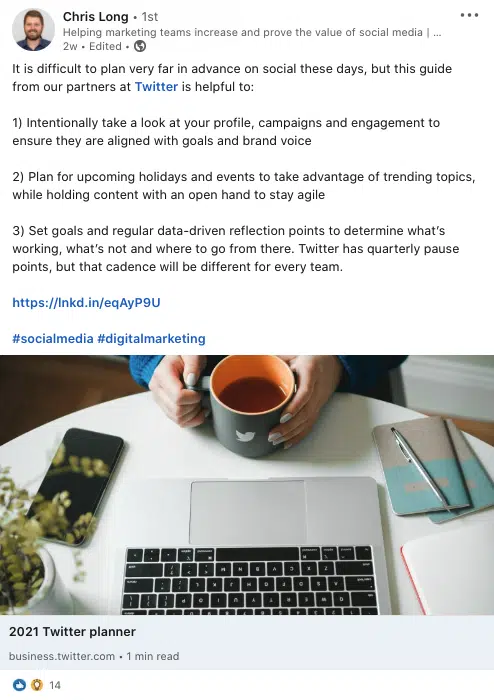 Chris Long • 1st
Helping marketing teams increase and prove the value of social media | ...
2w • Edited •
It is difficult to plan very far in advance on social these days, but this guide
from our partners at Twitter is helpful to:
1) Intentionally take a look at your profile, campaigns and engagement to
ensure they are aligned with goals and brand voice
2) Plan for upcoming holidays and events to take advantage of trending topics,
while holding content with an open hand to stay agile
3) Set goals and regular data-driven reflection points to determine what's
working, what's not and where to go from there. Twitter has quarterly pause
points, but that cadence will be different for every team.
https://lnkd.in/eqAyP9U
#socialmedia #digitalmarketing
2021 Twitter planner
business.twitter.com • 1 min read
14